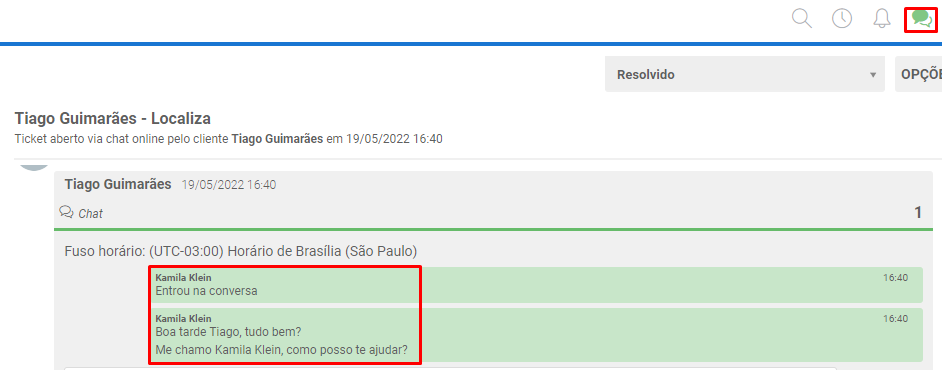 Resolvido
Tiago Guimarães - Localiza
Ticket aberto via chat online pelo cliente Tiago Guimarães em 19/05/2022 16:40
Tiago Guimarães 19/05/2022 16:40
Chat 1
Fuso horário: (UTC-03:00) Horário de Brasília (São Paulo)
Kamila Klein 16:40
Entrou na conversa
Kamila Klein 16:40
Boa tarde Tiago, tudo bem?
Me chamo Kamila Klein, como posso te ajudar?